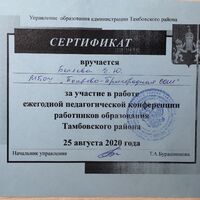 Управление образования администрации Тамбовского района
СЕРТИФИКАТ
вручается
за участие в работе
ежегодной педагогической конференции
работников образования
Тамбовского района
25 августа 2020 года
Начальник управления Т.А.Бурашникова